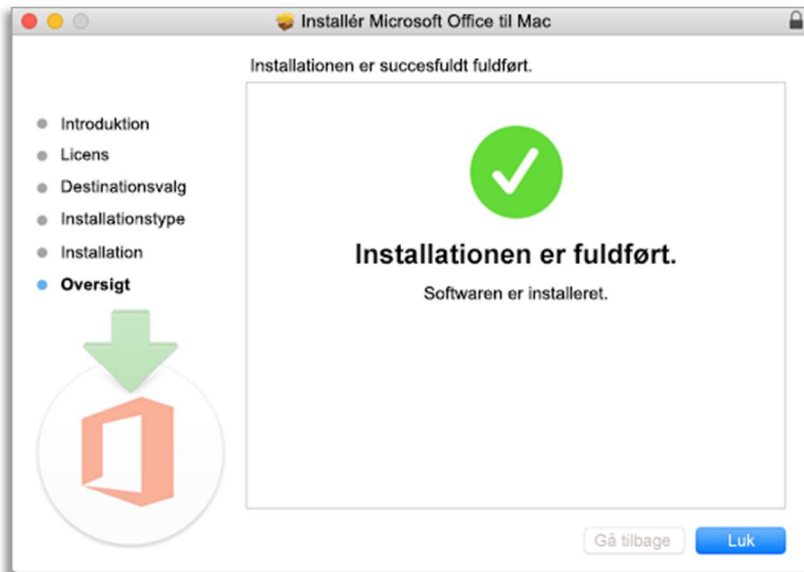 Installér Microsoft Office til Mac
Installationen er succesfuldt fuldført.
Introduktion
Licens
Destinationsvalg
Installationstype
Installation
Oversigt
Installationen er fuldført.
Softwaren er installeret.
Gå tilbage
Luk